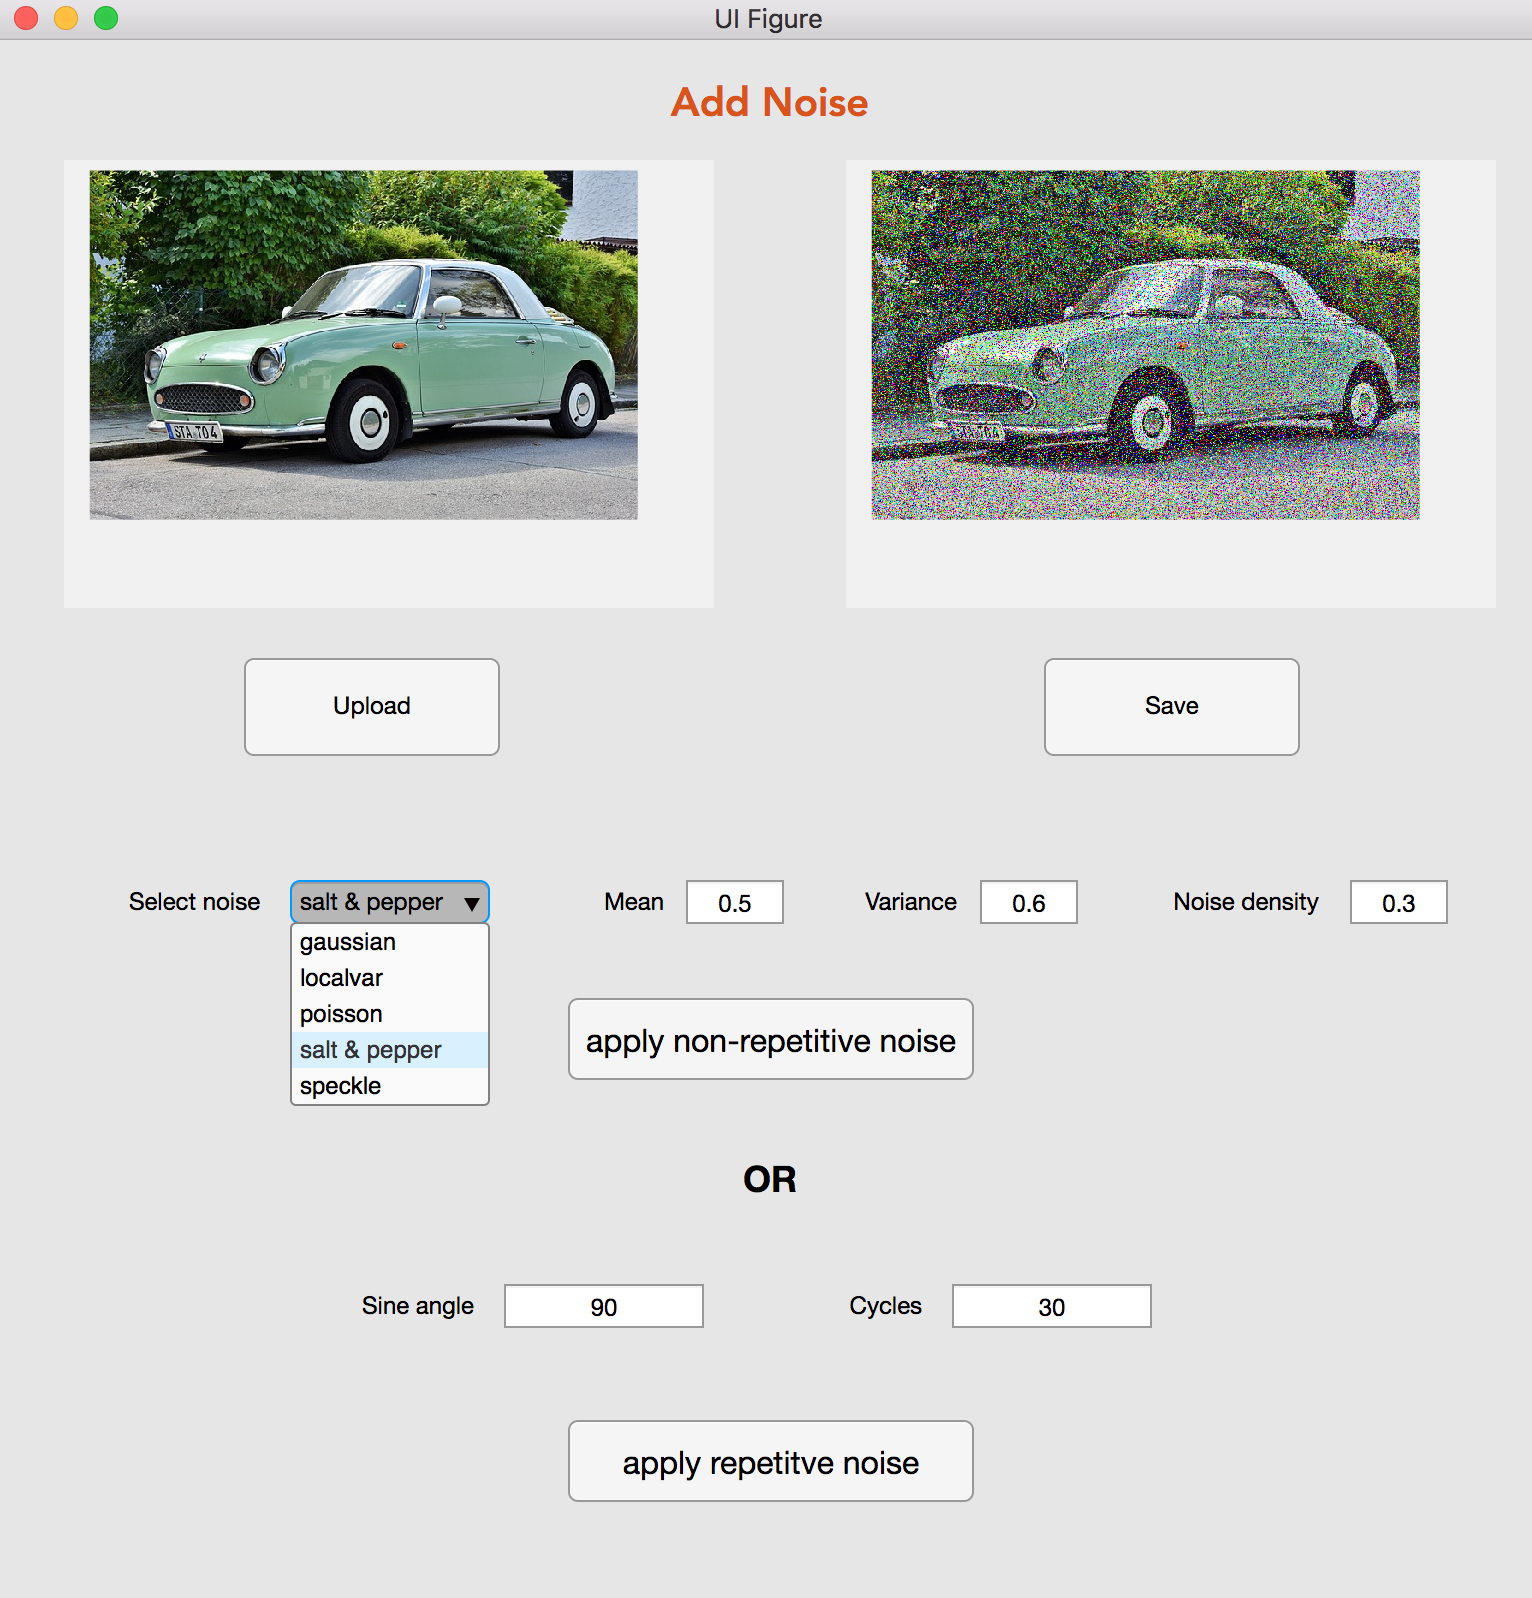 UI Figure
Add Noise
STA T04
Upload
Save
Select noise
salt & pepper
Mean
0.5
Variance
0.6
Noise density
0.3
gaussian
localvar
poisson
salt & pepper
speckle
apply non-repetitive noise
OR
Sine angle
90
Cycles
30
apply repetitve noise